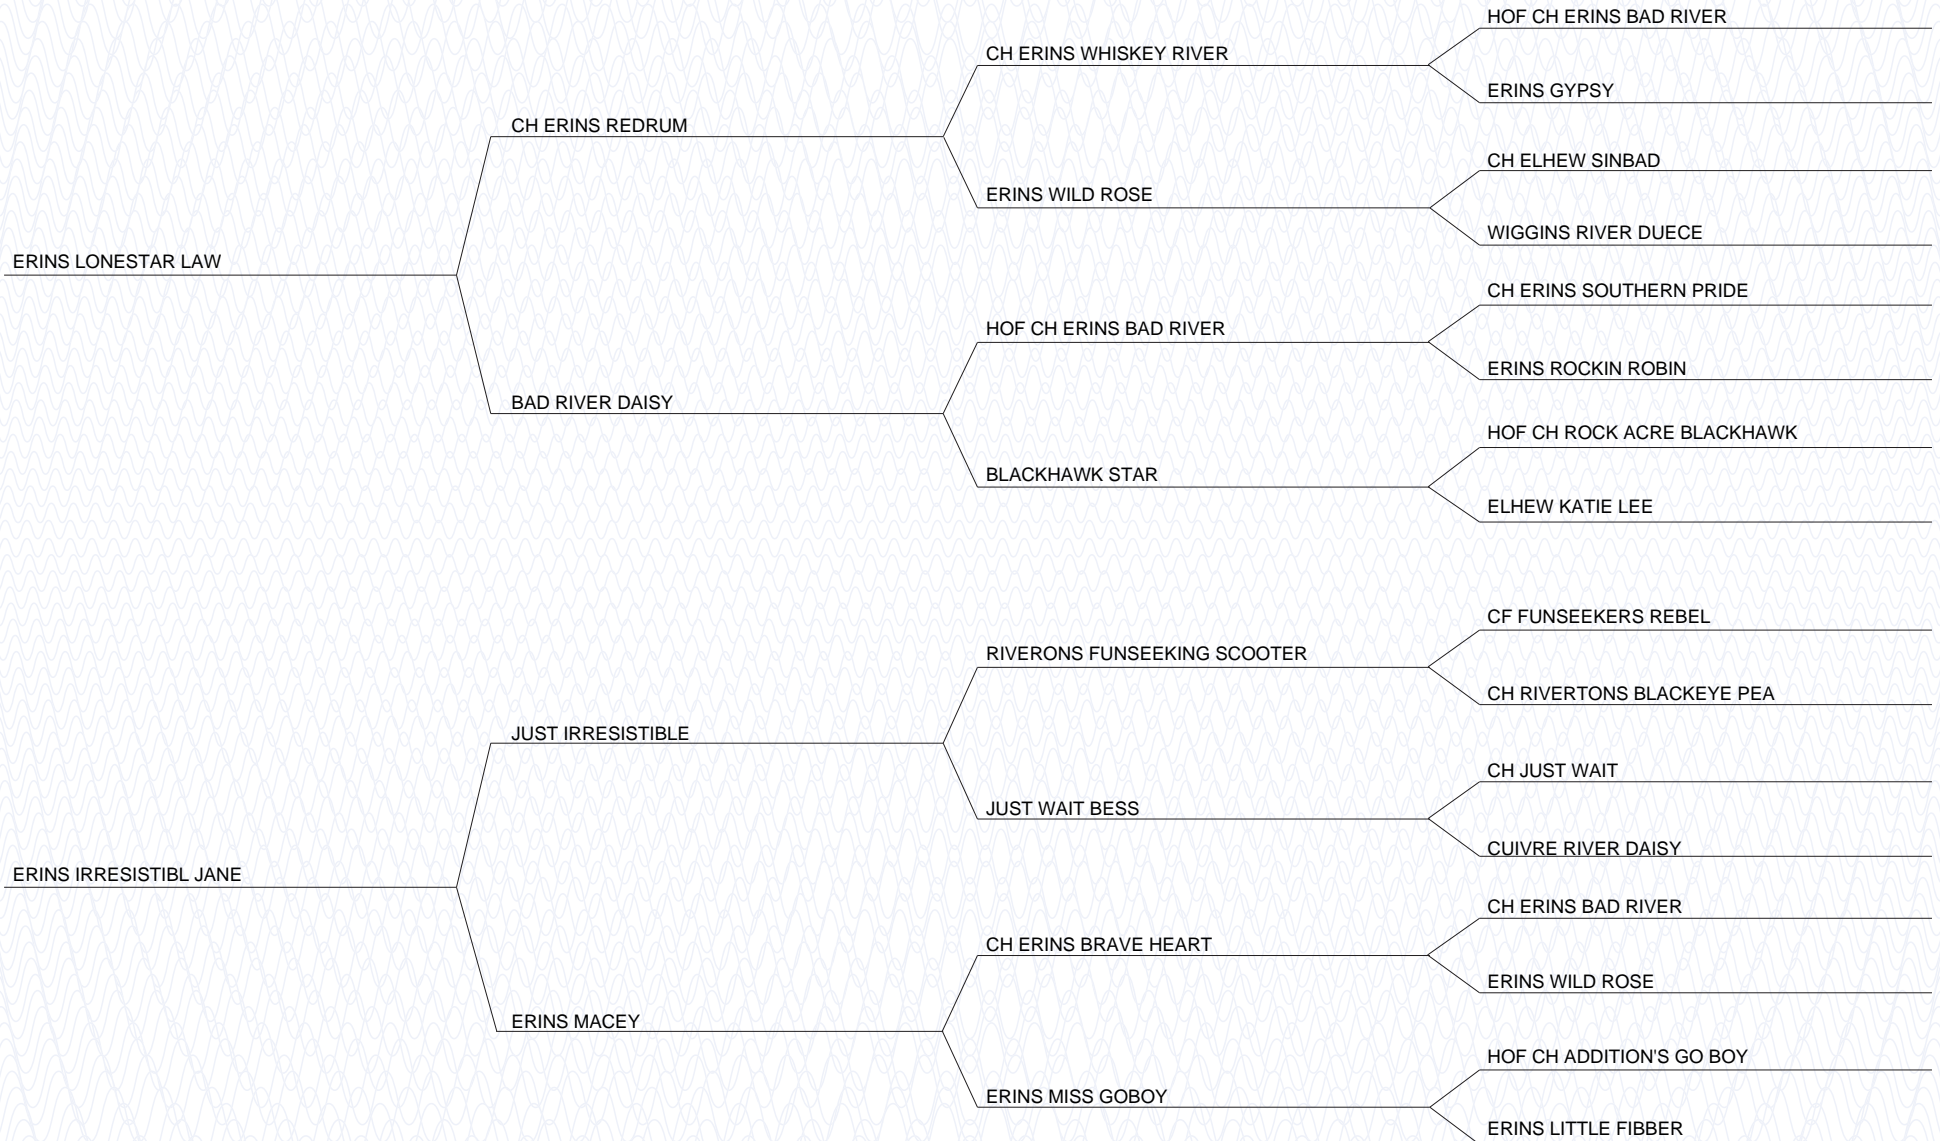 HOF CH ERINS BAD RIVER
CH ERINS WHISKEY RIVER
ERINS GYPSY
CH ERINS REDRUM
CH ELHEW SINBAD
ERINS WILD ROSE
WIGGINS RIVER DUECE
ERINS LONESTAR LAW
CH ERINS SOUTHERN PRIDE
HOF CH ERINS BAD RIVER
ERINS ROCKIN ROBIN
BAD RIVER DAISY
HOF CH ROCK ACRE BLACKHAWK
BLACKHAWK STAR
ELHEW KATIE LEE
CF FUNSEEKERS REBEL
RIVERONS FUNSEEKING SCOOTER
CH RIVERTONS BLACKEYE PEA
JUST IRRESISTIBLE
CH JUST WAIT
JUST WAIT BESS
CUIVRE RIVER DAISY
ERINS IRRESISTIBL JANE
CH ERINS BAD RIVER
CH ERINS BRAVE HEART
ERINS WILD ROSE
ERINS MACEY
HOF CH ADDITION'S GO BOY
ERINS MISS GOBOY
ERINS LITTLE FIBBER